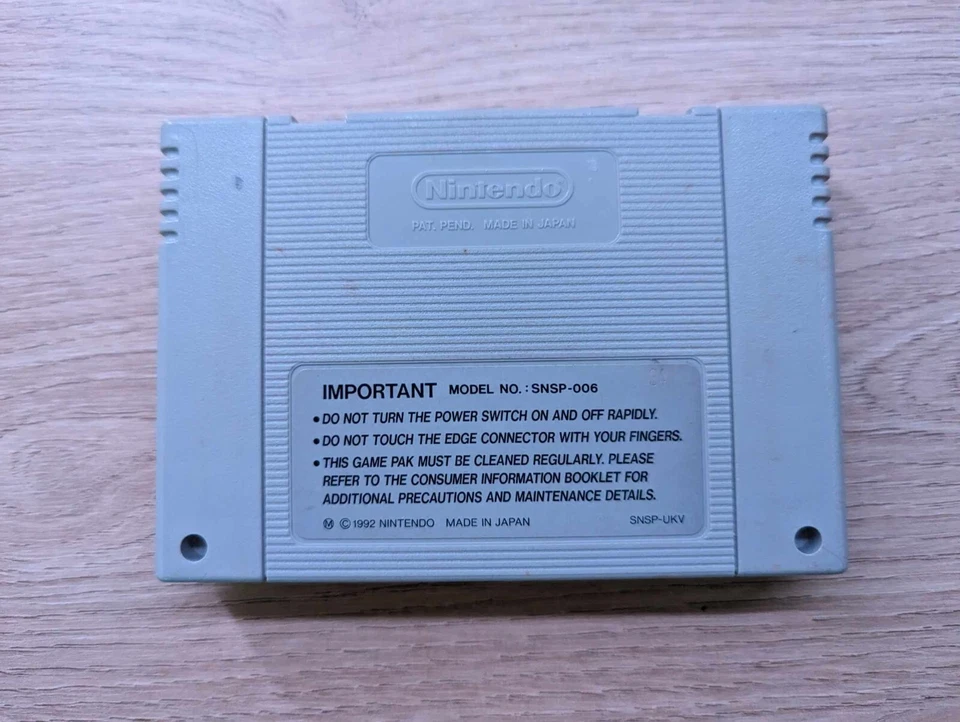 Nintendo
PAT. PEND. MADE IN JAPAN
IMPORTANT MODEL NO. : SNSP-006
• DO NOT TURN THE POWER SWITCH ON AND OFF RAPIDLY.
• DO NOT TOUCH THE EDGE CONNECTOR WITH YOUR FINGERS.
• THIS GAME PAK MUST BE CLEANED REGULARLY. PLEASE
REFER TO THE CONSUMER INFORMATION BOOKLET FOR
ADDITIONAL PRECAUTIONS AND MAINTENANCE DETAILS.
Ⓜ ©1992 NINTENDO MADE IN JAPAN SNSP-UKV